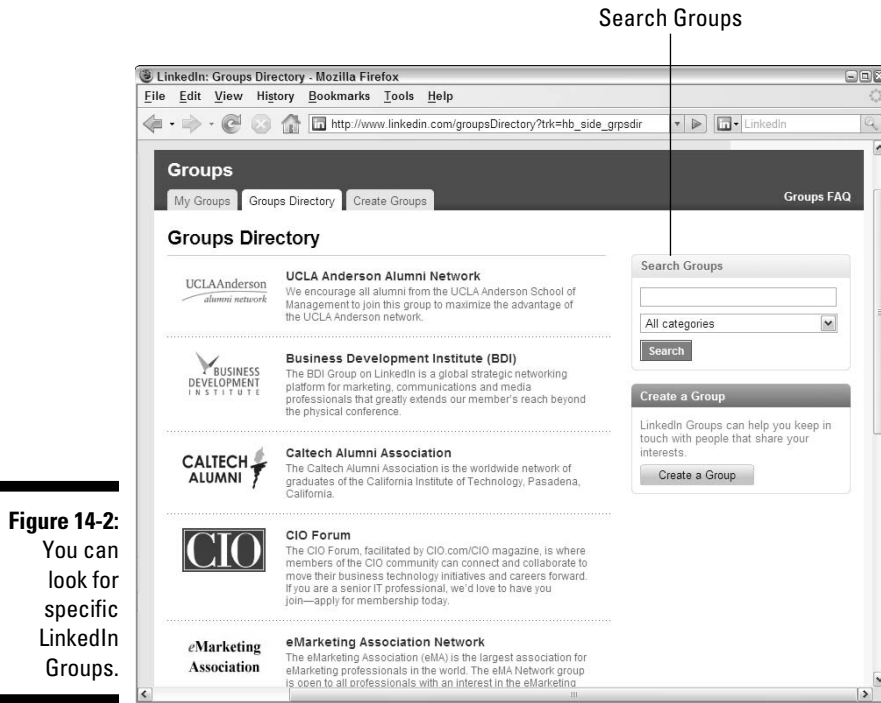 Search Groups
LinkedIn: Groups Directory - Mozilla Firefox
File Edit View History Bookmarks Tools Help
http://www.linkedin.com/groupsDirectory?trk=hb_side_grpsdir
LinkedIn
Groups
My Groups Groups Directory Create Groups
Groups FAQ
Groups Directory
UCLAAnderson
alumni network
UCLA Anderson Alumni Network
We encourage all alumni from the UCLA Anderson School of
Management to join this group to maximize the advantage of
the UCLA Anderson network.
BUSINESS
DEVELOPMENT
INSTITUTE
Business Development Institute (BDI)
The BDI Group on LinkedIn is a global strategic networking
platform for marketing, communications and media
professionals that greatly extends our member's reach beyond
the physical conference.
CALTECH
ALUMNI
Caltech Alumni Association
The Caltech Alumni Association is the worldwide network of
graduates of the California Institute of Technology, Pasadena,
California.
CIO
CIO Forum
The CIO Forum, facilitated by CIO.com/CIO magazine, is where
members of the CIO community can connect and collaborate to
move their business technology initiatives and careers forward.
If you are a senior IT professional, we'd love to have you
join—apply for membership today.
eMarketing
Association
eMarketing Association Network
The eMarketing Association (eMA) is the largest association for
eMarketing professionals in the world. The eMA Network group
is open to all professionals with an interest in the eMarketing
Search Groups
All categories
Search
Create a Group
LinkedIn Groups can help you keep in
touch with people that share your
interests.
Create a Group
Figure 14-2:
You can
look for
specific
LinkedIn
Groups.